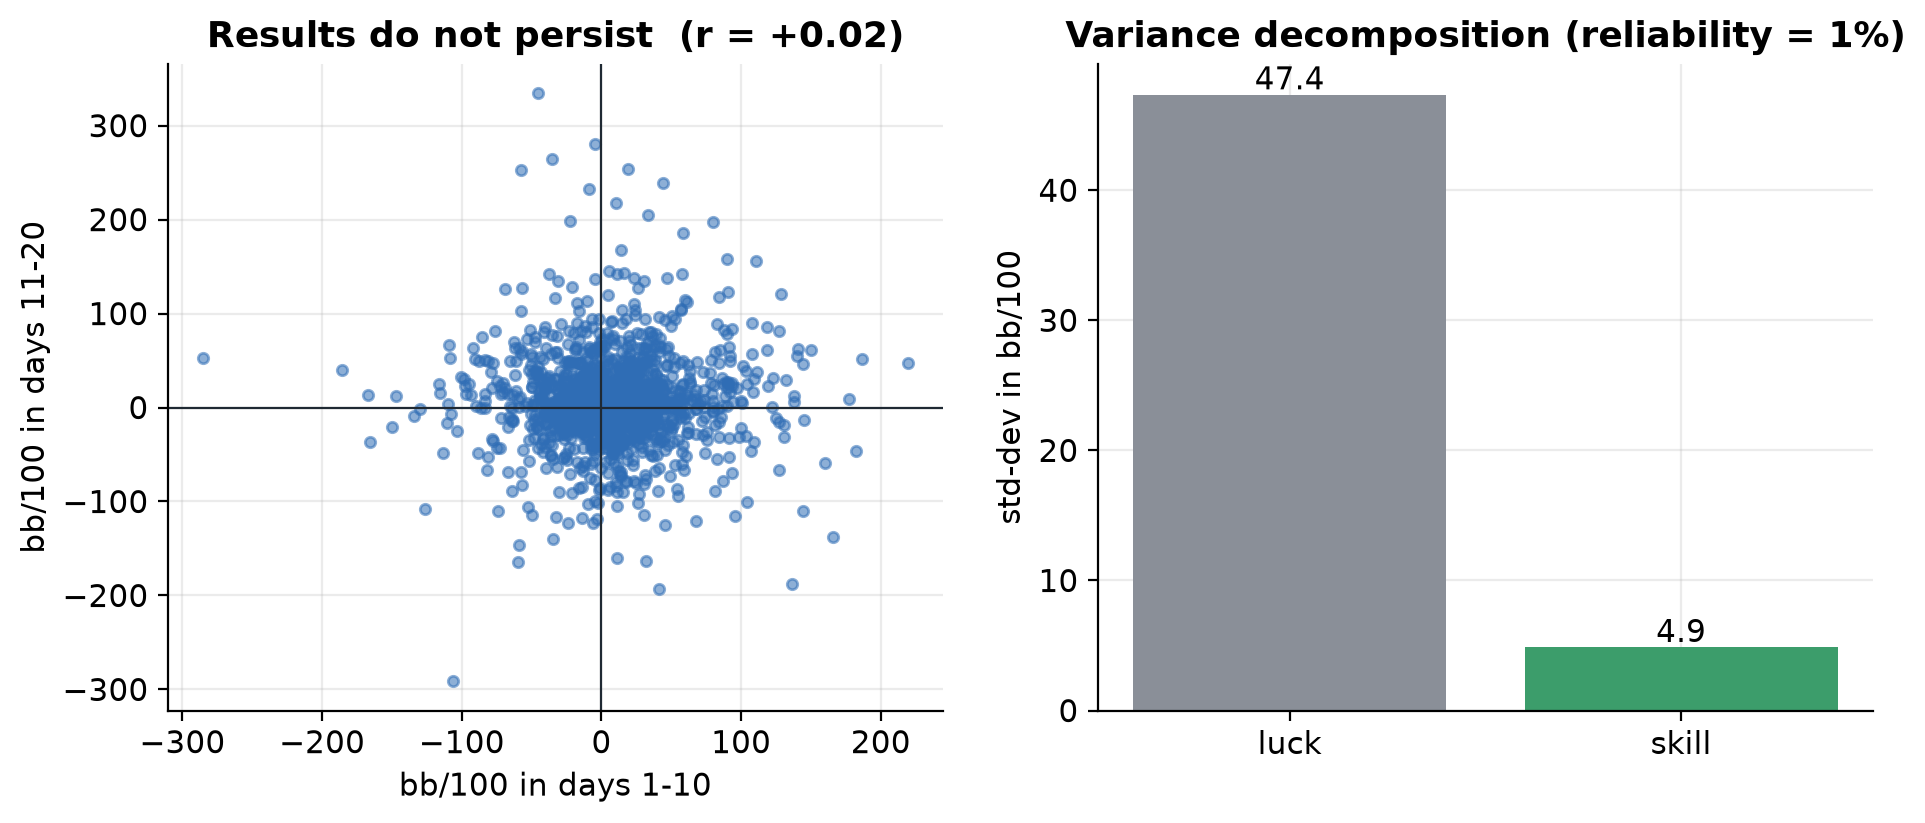 Results do not persist  (r = +0.02)
bb/100 in days 11-20
300
200
100
0
−100
−200
−300
−300
−200
−100
0
100
200
bb/100 in days 1-10
Variance decomposition (reliability = 1%)
std-dev in bb/100
40
30
20
10
0
47.4
4.9
luck
skill